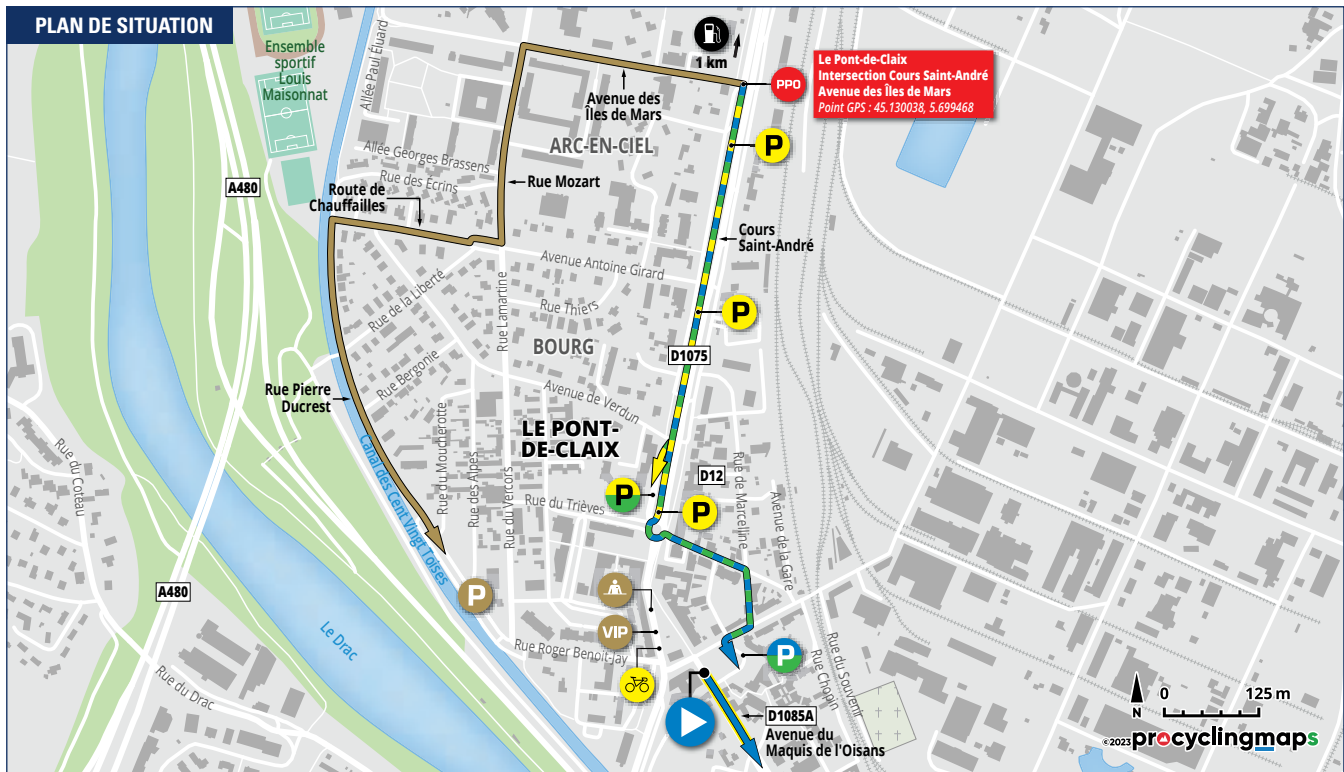 PLAN DE SITUATION
Ensemble
sportif
Louis
Maisonnat
Allée Paul Éluard
1 km
PPO
Le Pont-de-Claix
Intersection Cours Saint-André
Avenue des Îles de Mars
Point GPS : 45.130038, 5.699468
Avenue des
Îles de Mars
ARC-EN-CIEL
P
Allée Georges Brassens
Rue des Ecrins
Rue Mozart
A480
Route de
Chauffailles
Cours
Saint-André
Avenue Antoine Girard
Rue de la Liberté
Rue Lamartine
Rue Thiers
P
BOURG
D1075
Rue Bergonie
Rue Pierre
Ducrest
Avenue de Verdun
LE PONT-
DE-CLAIX
Rue du Coteau
Canal des Cent Vingt Toises
Rue du Moucherotte
Rue des Alpes
Rue du Vercors
D12
Rue de Marcelline
Avenue de la Gare
P
P
Rue du Trièves
A480
P
VIP
Le Drac
Rue Roger Benoit-Jay
P
Rue du Souvenir
Rue Chopin
Rue du Drac
D1085A
Avenue du
Maquis de l'Oisans
N
0 125 m
©2023 procyclingmaps